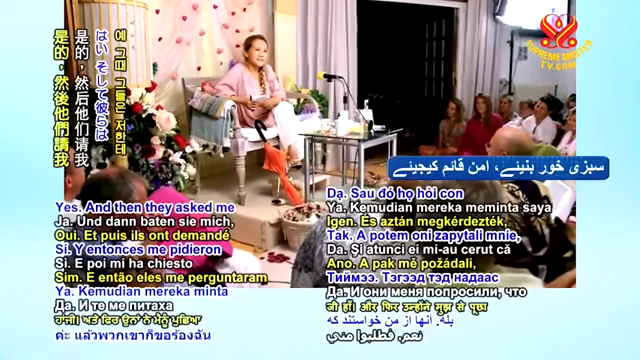 SUPREME MASTER
TV.COM
是的，然後他們請我
是的，然后他们请我
はい そして彼らは
예 그때 그들은 저한테
سبزی خور بنیئے، امن قائم کیجیئے
Yes. And then they asked me
Ja. Und dann baten sie mich,
Oui. Et puis ils ont demandé
Sí. Y entonces me pidieron
Sì. E poi mi ha chiesto
Sim. E então eles me perguntaram
Ya. Kemudian mereka minta
Да. И те ме питаха
ਹਾਂਜੀ। ਅਤੇ ਫਿਰ ਉਨਾਂ ਨੇ ਮੈਨੂੰ ਪੁਛਿਆ
ค่ะ แล้วพวกเขาก็ขอร้องฉัน
Dạ. Sau đó họ hỏi con
Ya. Kemudian mereka meminta saya
Igen. És aztán megkérdezték,
Tak. A potem oni zapytali mnie,
Da. Şi atunci ei mi-au cerut că
Ano. A pak mě požádali,
Тиймээ. Тэгээд тэд надаас
Да. И они меня попросили, что
जी हाँ। और फिर उन्होंने मुझ से पूछा
بله. آنها از من خواستند که
نعم. فطلبوا مني